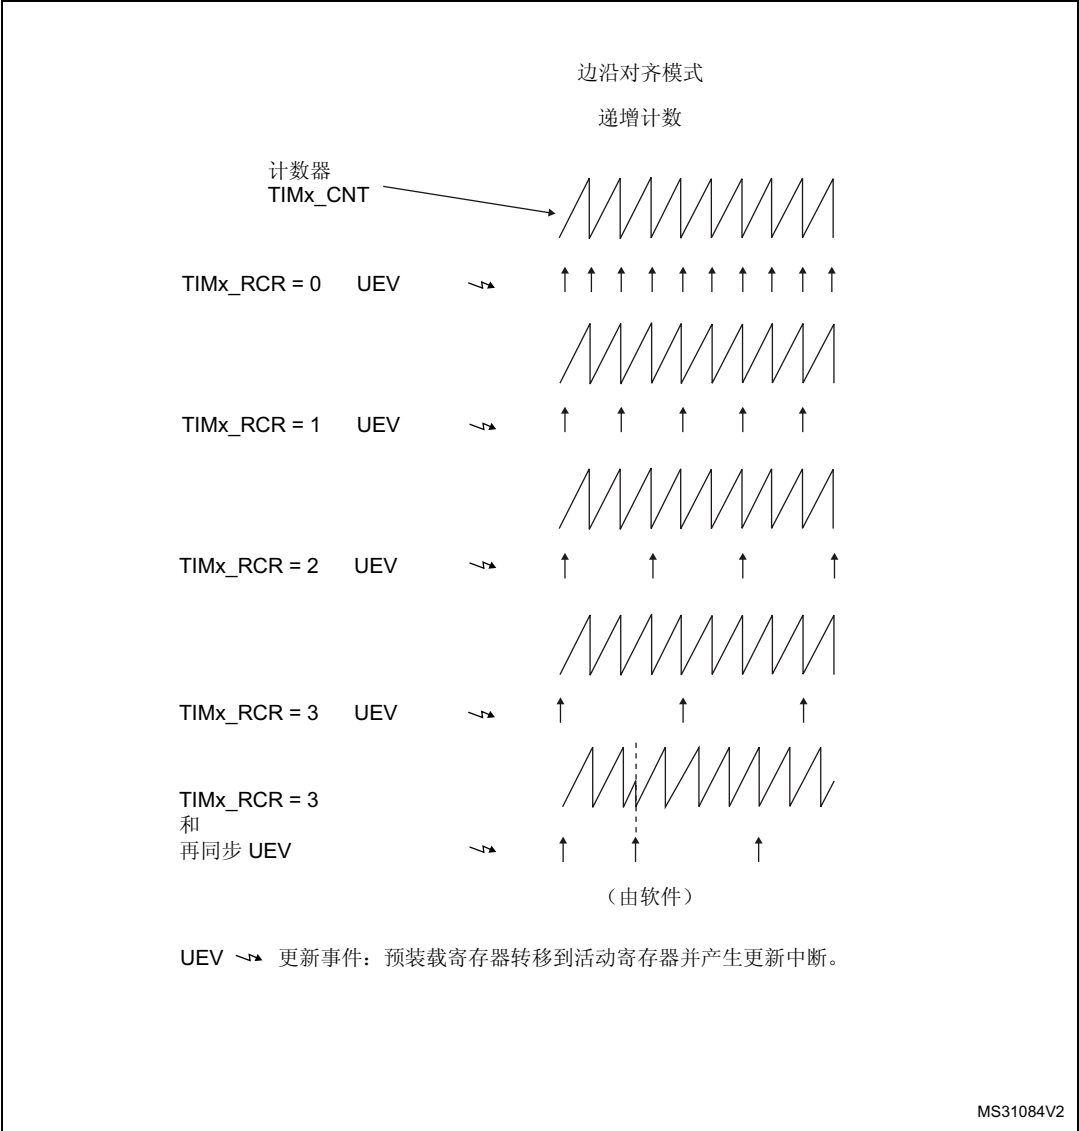 边沿对齐模式
递增计数
计数器
TIMx_CNT
TIMx_RCR = 0 UEV
TIMx_RCR = 1 UEV
TIMx_RCR = 2 UEV
TIMx_RCR = 3 UEV
TIMx_RCR = 3
和
再同步 UEV
（由软件）
UEV 更新事件：预装载寄存器转移到活动寄存器并产生更新中断。
MS31084V2